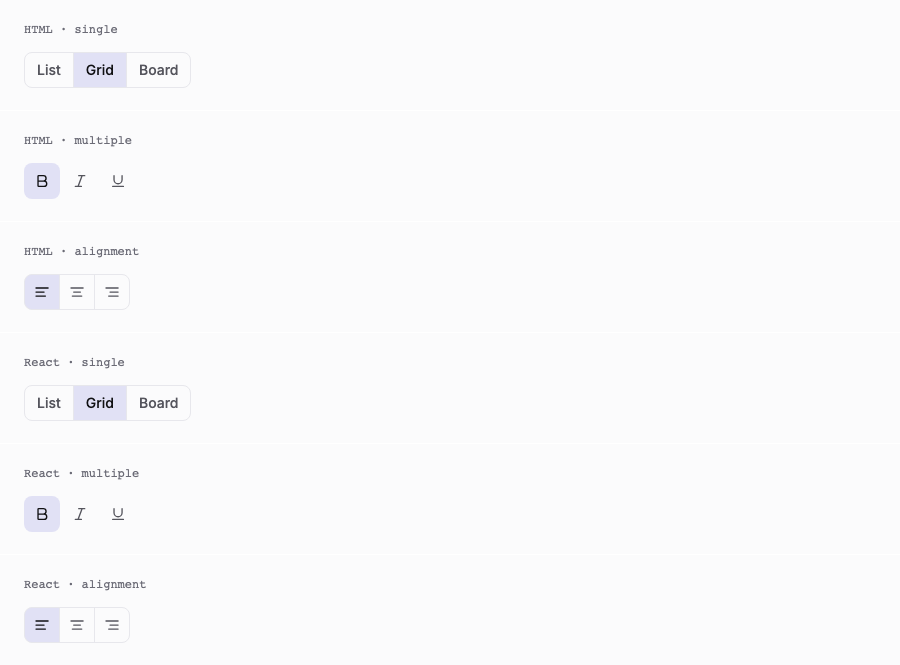 HTML · single
List Grid Board
HTML · multiple
B I U
HTML · alignment
React · single
List Grid Board
React · multiple
B I U
React · alignment